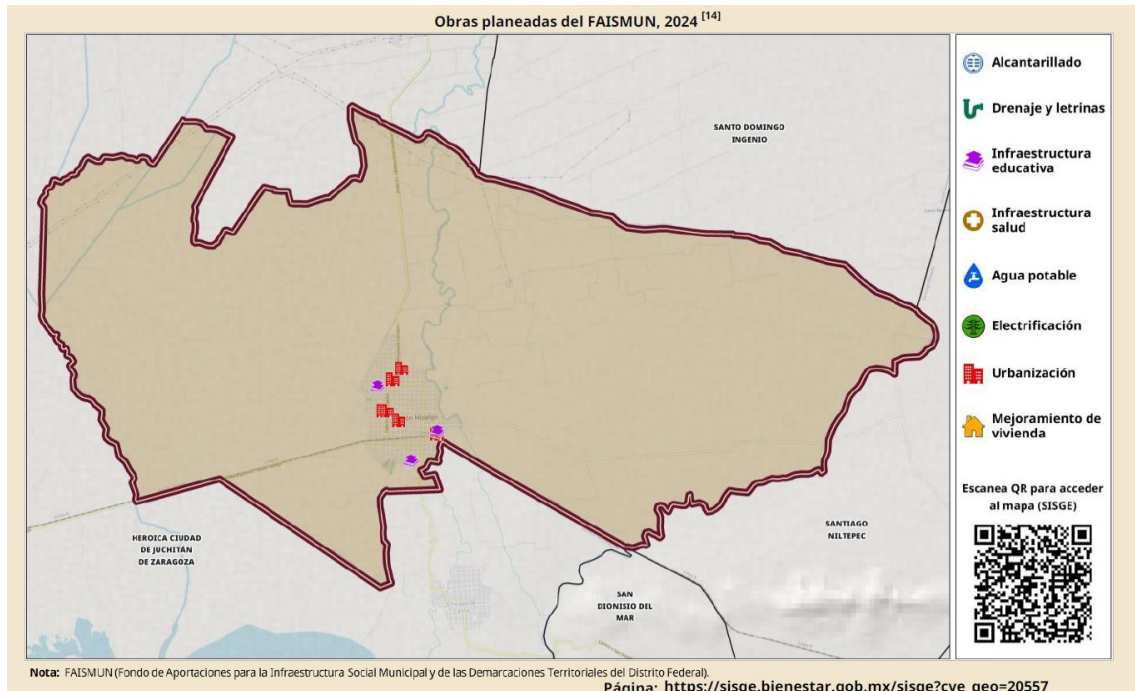 Obras planeadas del FAISMUN, 2024 [14]
SANTO DOMINGO
INGENIO
HEROICA CIUDAD
DE JUCHITÁN
DE ZARAGOZA
SANTIAGO
NILTEPEC
SAN
DIONISIO DEL
MAR
Alcantarillado
Drenaje y letrinas
Infraestructura
educativa
Infraestructura
salud
Agua potable
Electrificación
Urbanización
Mejoramiento de
vivienda
Escanea QR para acceder
al mapa (SISGE)
Nota: FAISMUN (Fondo de Aportaciones para la Infraestructura Social Municipal y de las Demarcaciones Territoriales del Distrito Federal).
Página: https://sisge.bienestar.gob.mx/sisge?cve_geo=20557